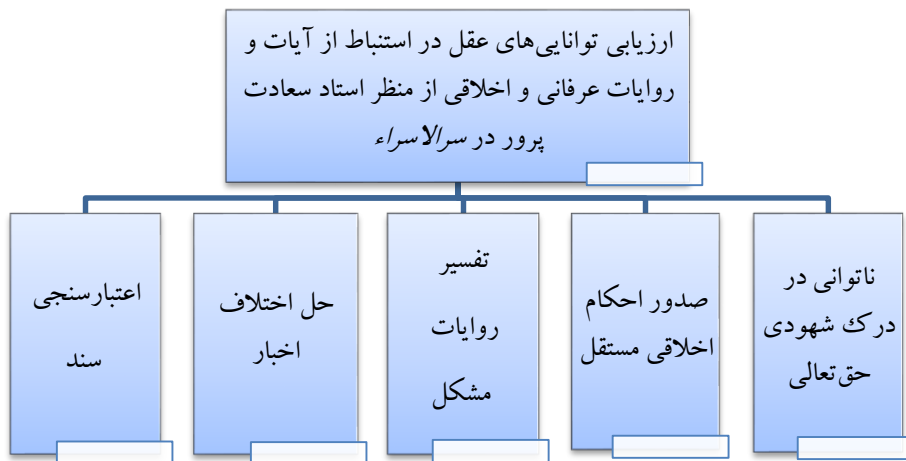 ارزیابی توانایی‌های عقل در استنباط از آیات و
روایات عرفانی و اخلاقی از منظر استاد سعادت
پرور در سرالاسراء
ناتوانی در
درک شهودی
حق‌تعالی
صدور احکام
اخلاقی مستقل
تفسیر
روایات
مشکل
حل اختلاف
اخبار
اعتبارسنجی
سند